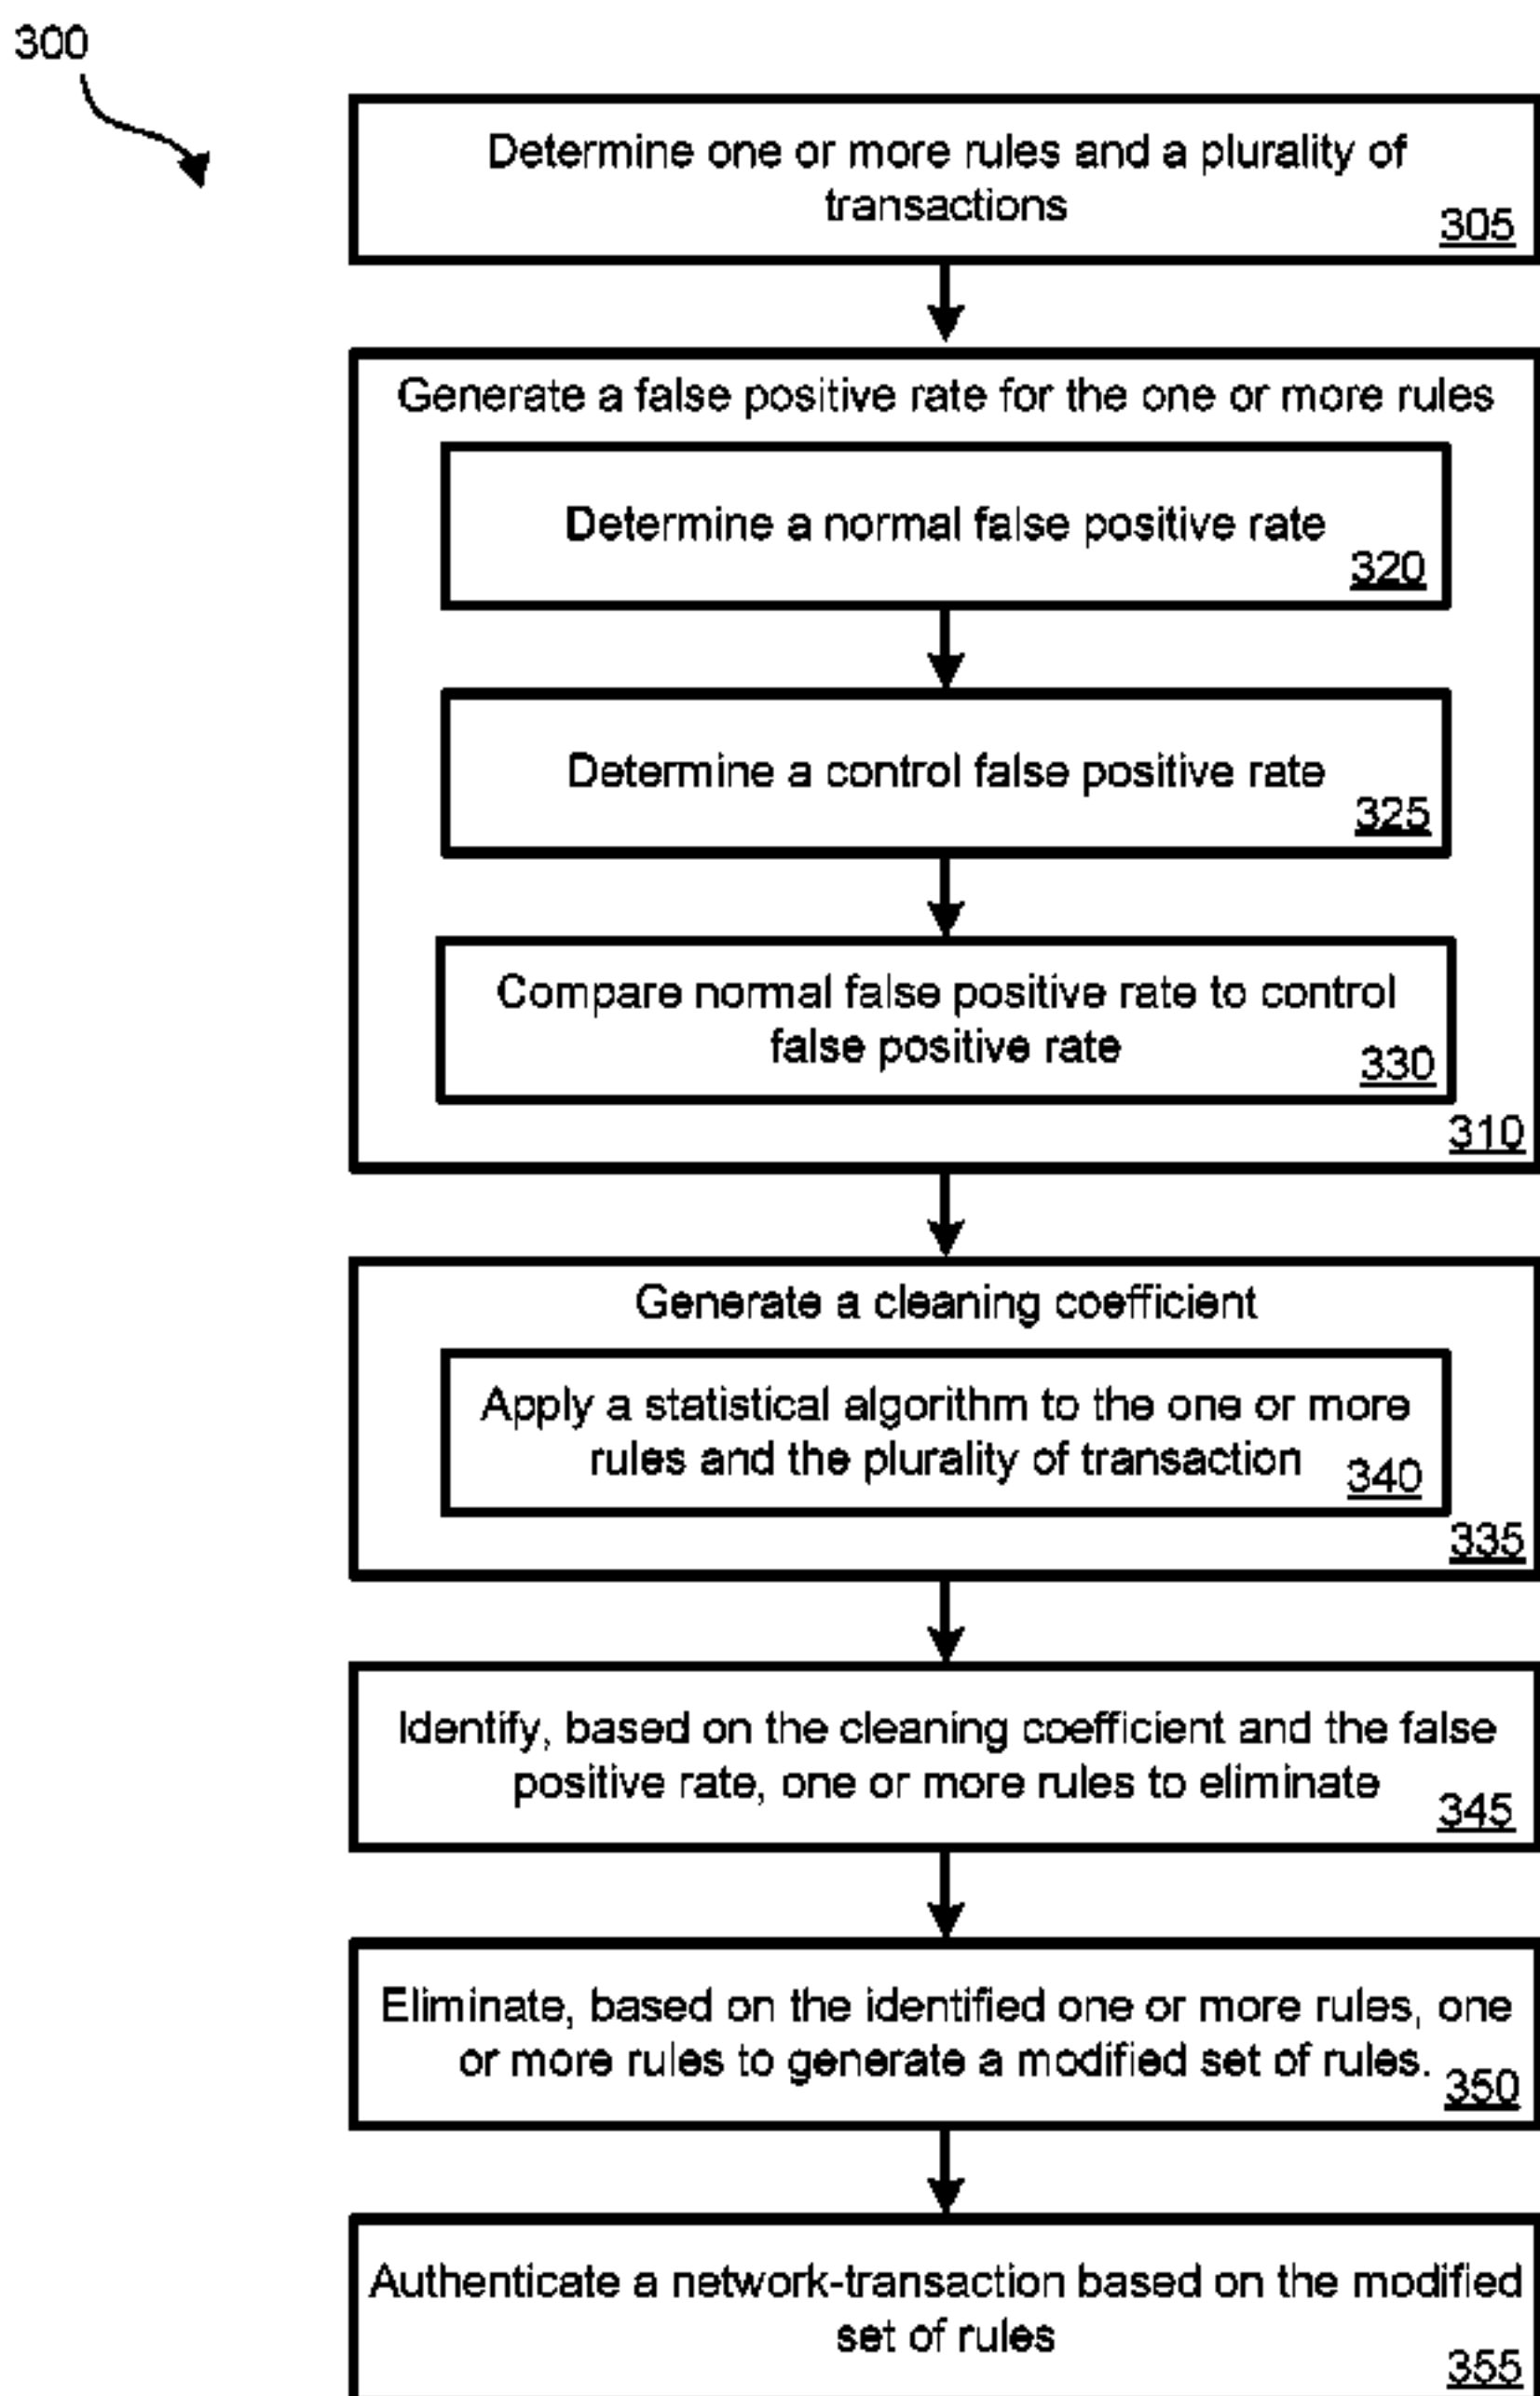 300
Determine one or more rules and a plurality of
transactions
305
Generate a false positive rate for the one or more rules
Determine a normal false positive rate
320
Determine a control false positive rate
325
Compare normal false positive rate to control
false positive rate
330
310
Generate a cleaning coefficient
Apply a statistical algorithm to the one or more
rules and the plurality of transaction
340
335
Identify, based on the cleaning coefficient and the false
positive rate, one or more rules to eliminate
345
Eliminate, based on the identified one or more rules, one
or more rules to generate a modified set of rules.
350
Authenticate a network-transaction based on the modified
set of rules
355